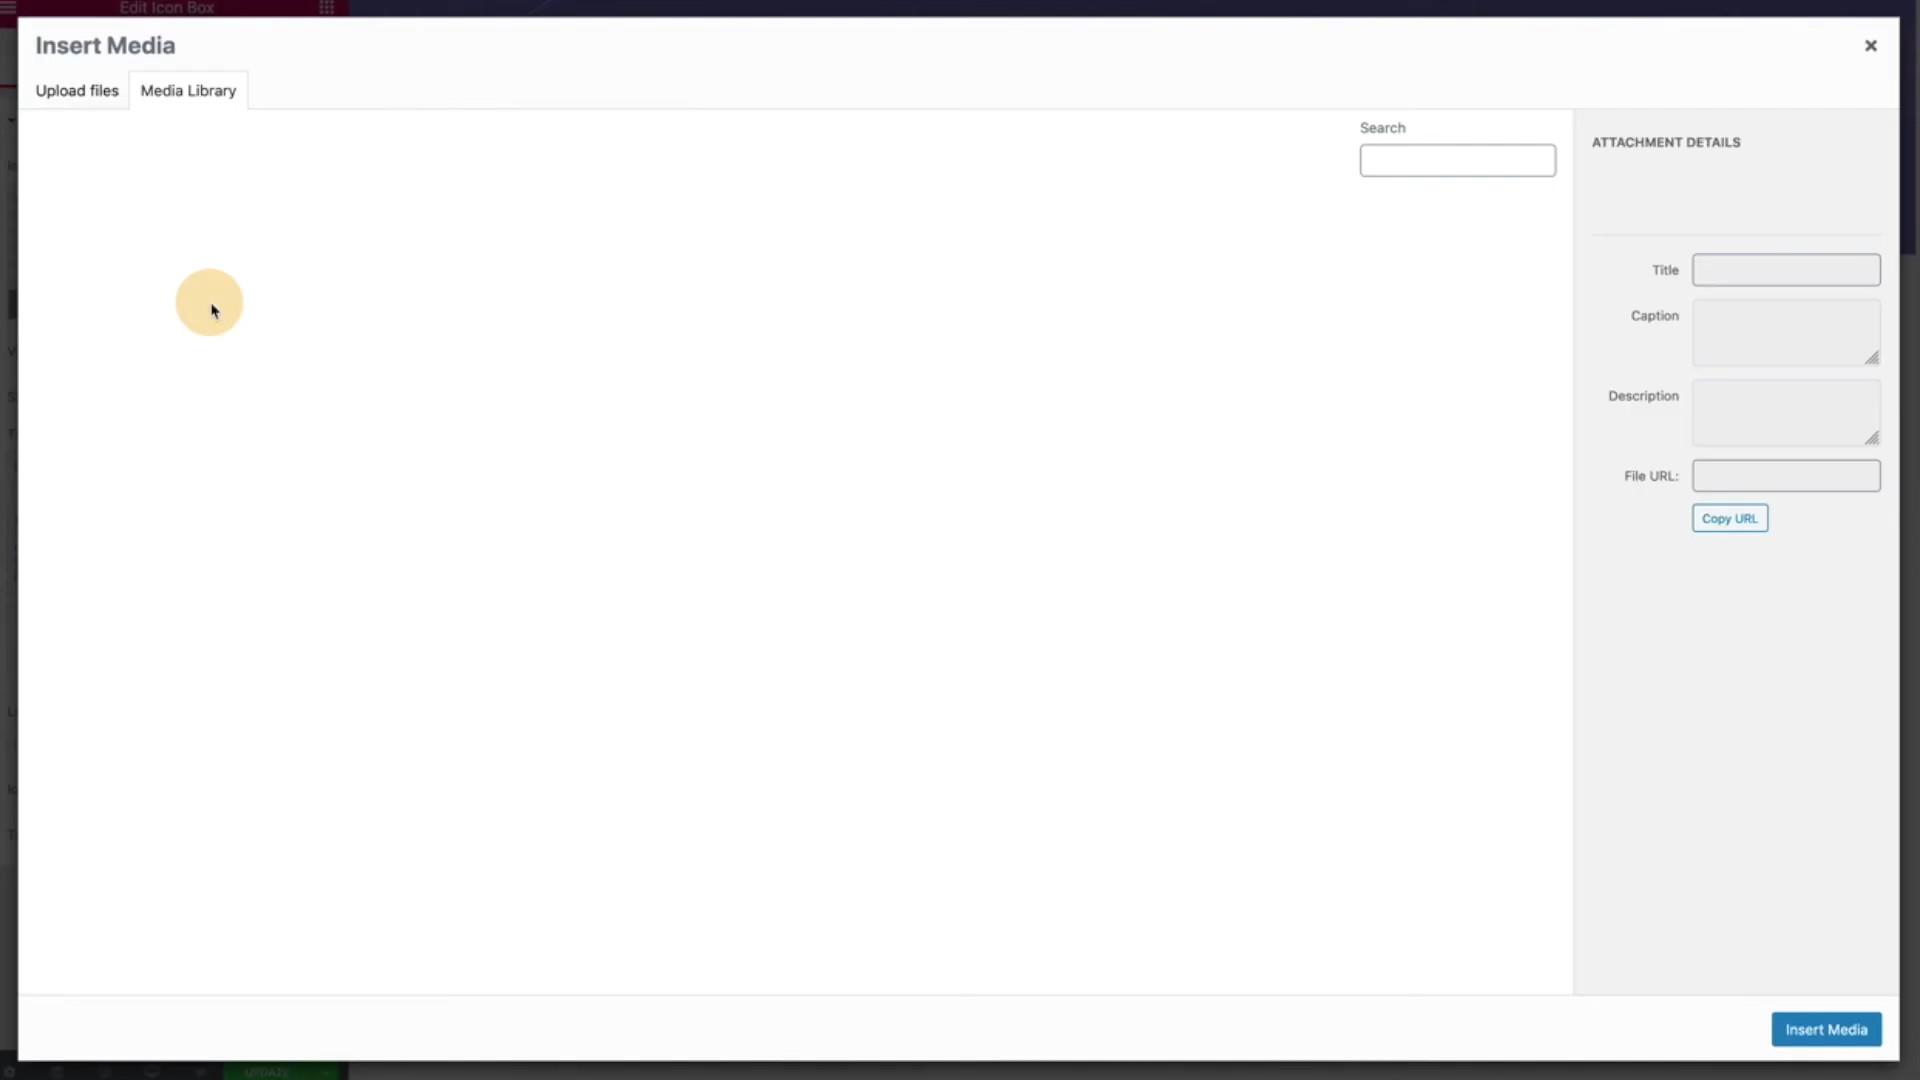 Edit Icon Box
Insert Media
Upload files
Media Library
Search
ATTACHMENT DETAILS
Title
Caption
Description
File URL:
Copy URL
Insert Media
UPDATE